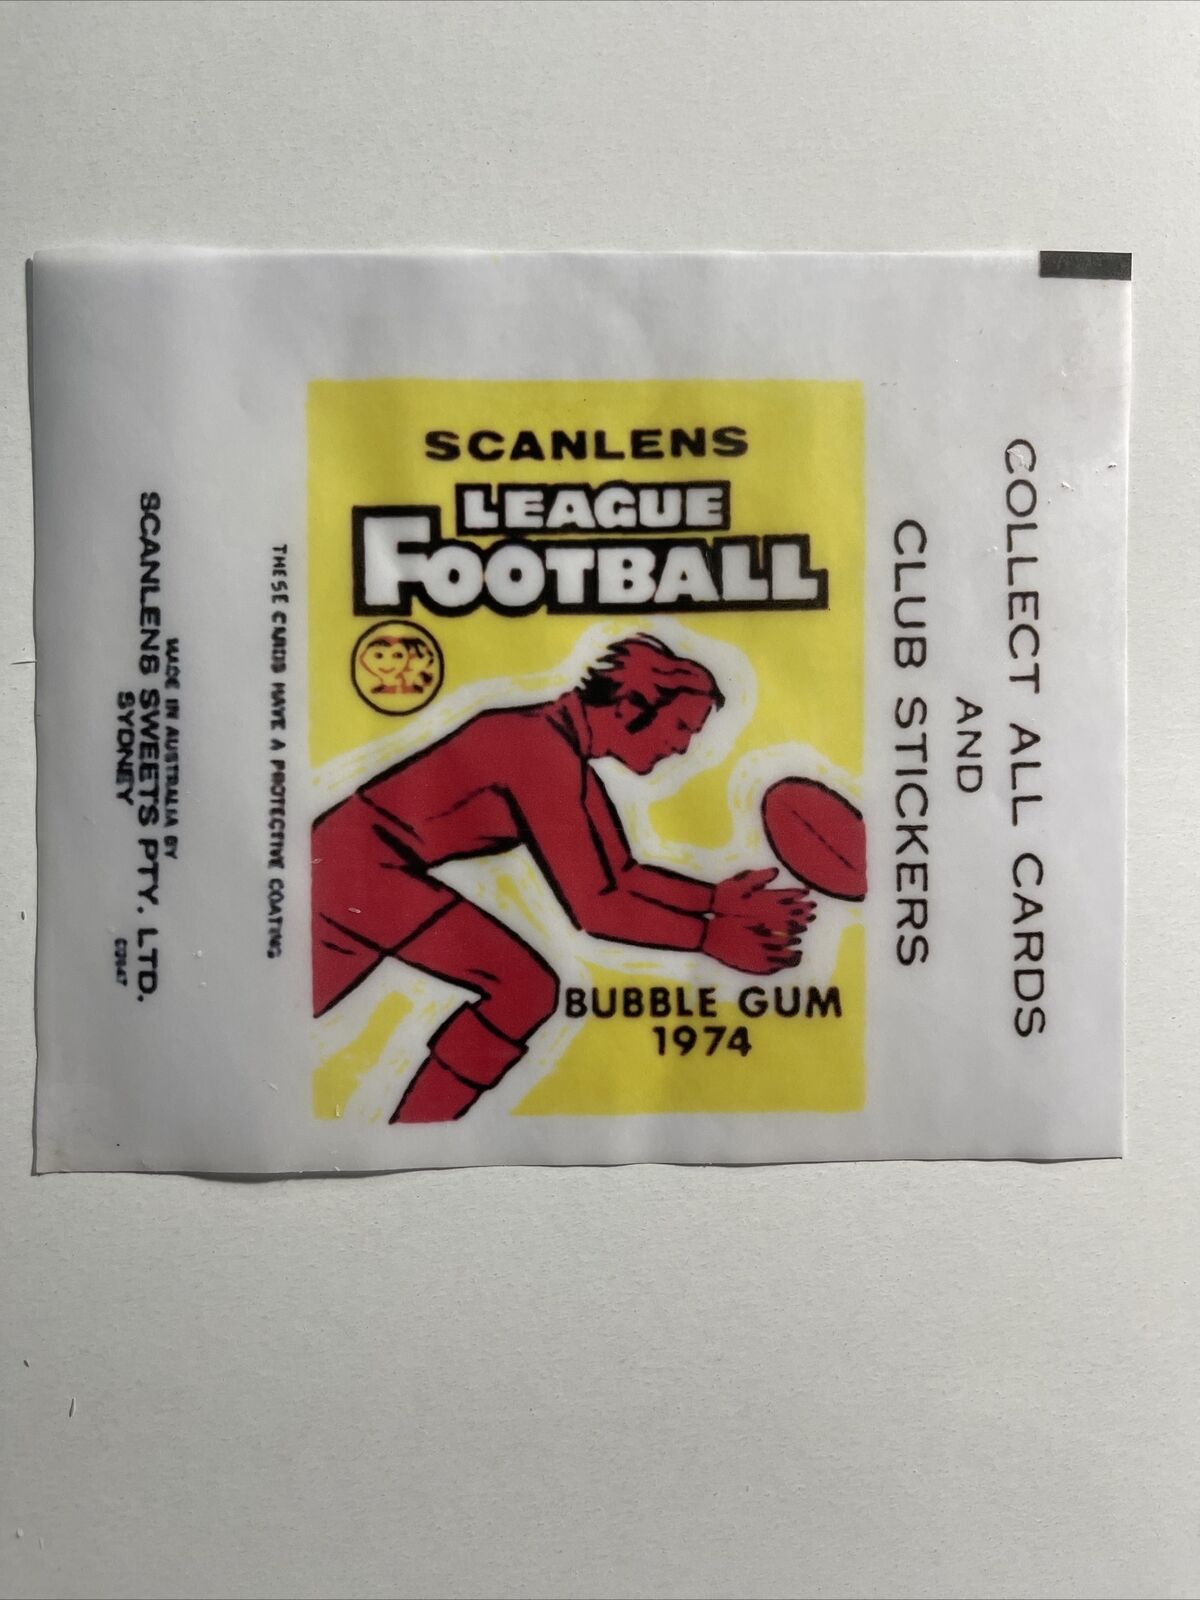 SCANLENS
LEAGUE
FOOTBALL
BUBBLE GUM
1974
COLLECT ALL CARDS
AND
CLUB STICKERS
THESE CARDS HAVE A PROTECTIVE COATING
MADE IN AUSTRALIA BY
SCANLENS SWEETS PTY. LTD.
SYDNEY